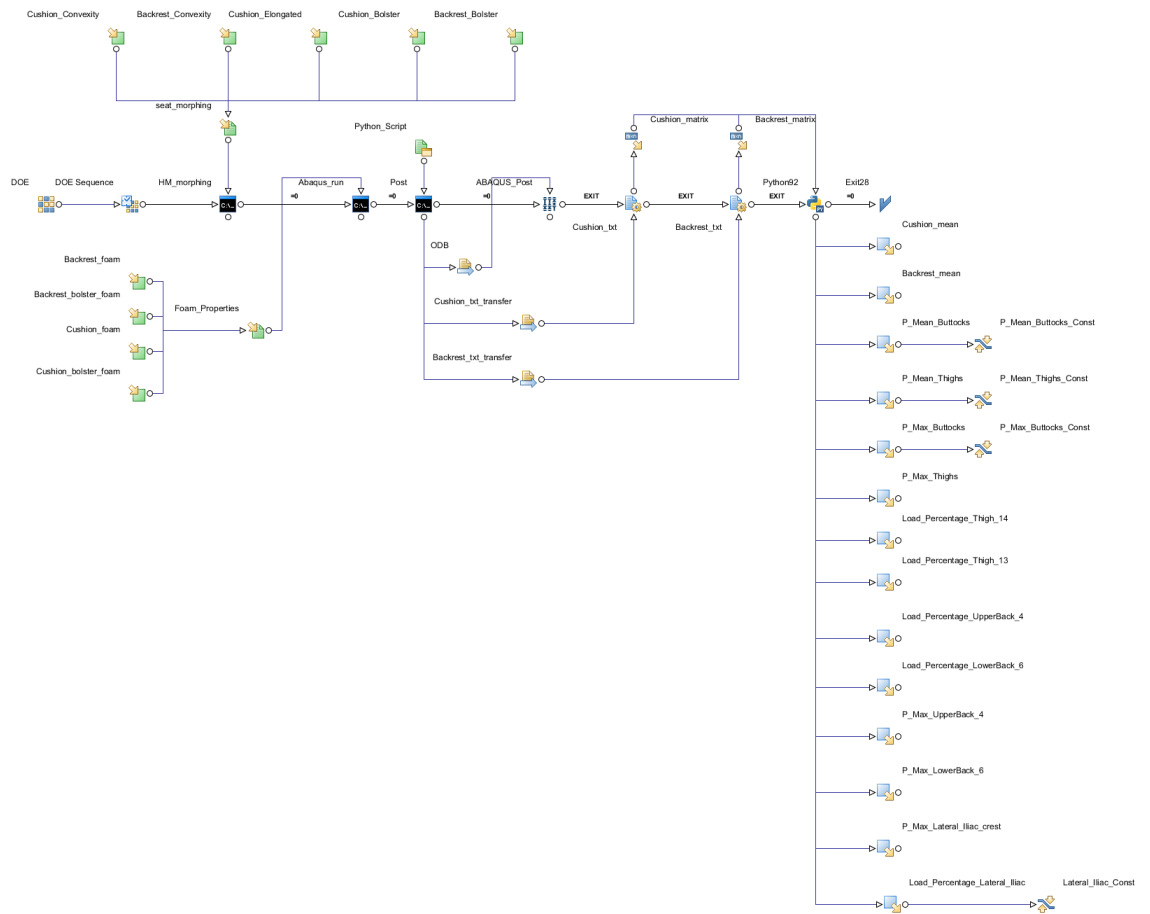 Cushion_Convexity
Backrest_Convexity
Cushion_Elongated
Cushion_Bolster
Backrest_Bolster
seat_morphing
Python_Script
Cushion_matrix
Backrest_matrix
DOE
DOE Sequence
HM_morphing
=0
Abaqus_run
=0
Post
=0
ABAQUS_Post
EXIT
EXIT
Python92
EXIT
Exit28
=0
C:\...
C:\...
C:\...
Cushion_txt
Backrest_txt
Cushion_mean
ODB
Backrest_foam
Backrest_mean
Backrest_bolster_foam
Foam_Properties
Cushion_txt_transfer
P_Mean_Buttocks
P_Mean_Buttocks_Const
Cushion_foam
Backrest_txt_transfer
Cushion_bolster_foam
P_Mean_Thighs
P_Mean_Thighs_Const
P_Max_Buttocks
P_Max_Buttocks_Const
P_Max_Thighs
Load_Percentage_Thigh_14
Load_Percentage_Thigh_13
Load_Percentage_UpperBack_4
Load_Percentage_LowerBack_6
P_Max_UpperBack_4
P_Max_LowerBack_6
P_Max_Lateral_Iliac_crest
Load_Percentage_Lateral_Iliac
Lateral_Iliac_Const